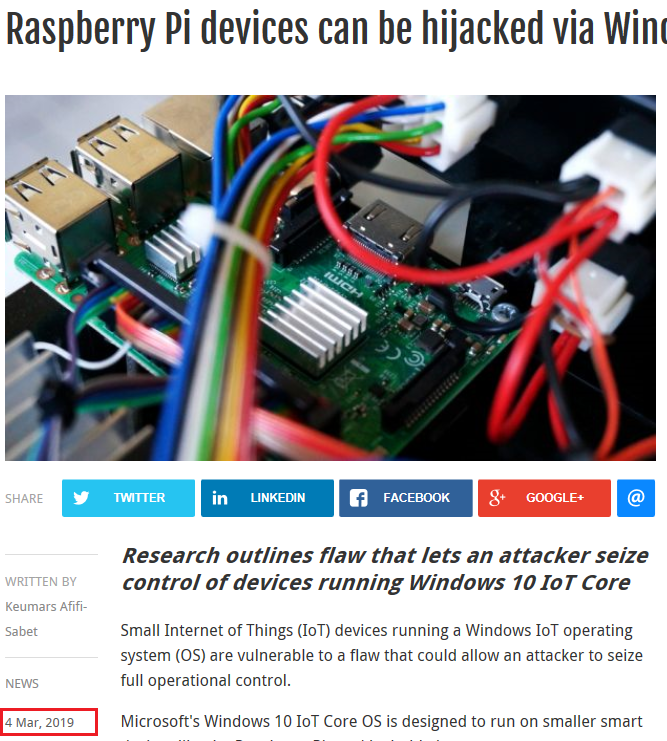 Raspberry Pi devices can be hijacked via Wind
HDMI
CE
SHARE
TWITTER
LINKEDIN
FACEBOOK
GOOGLE+
@
WRITTEN BY
Keumars Afifi-
Sabet
NEWS
4 Mar, 2019
Research outlines flaw that lets an attacker seize
control of devices running Windows 10 IoT Core
Small Internet of Things (IoT) devices running a Windows IoT operating
system (OS) are vulnerable to a flaw that could allow an attacker to seize
full operational control.
Microsoft's Windows 10 IoT Core OS is designed to run on smaller smart